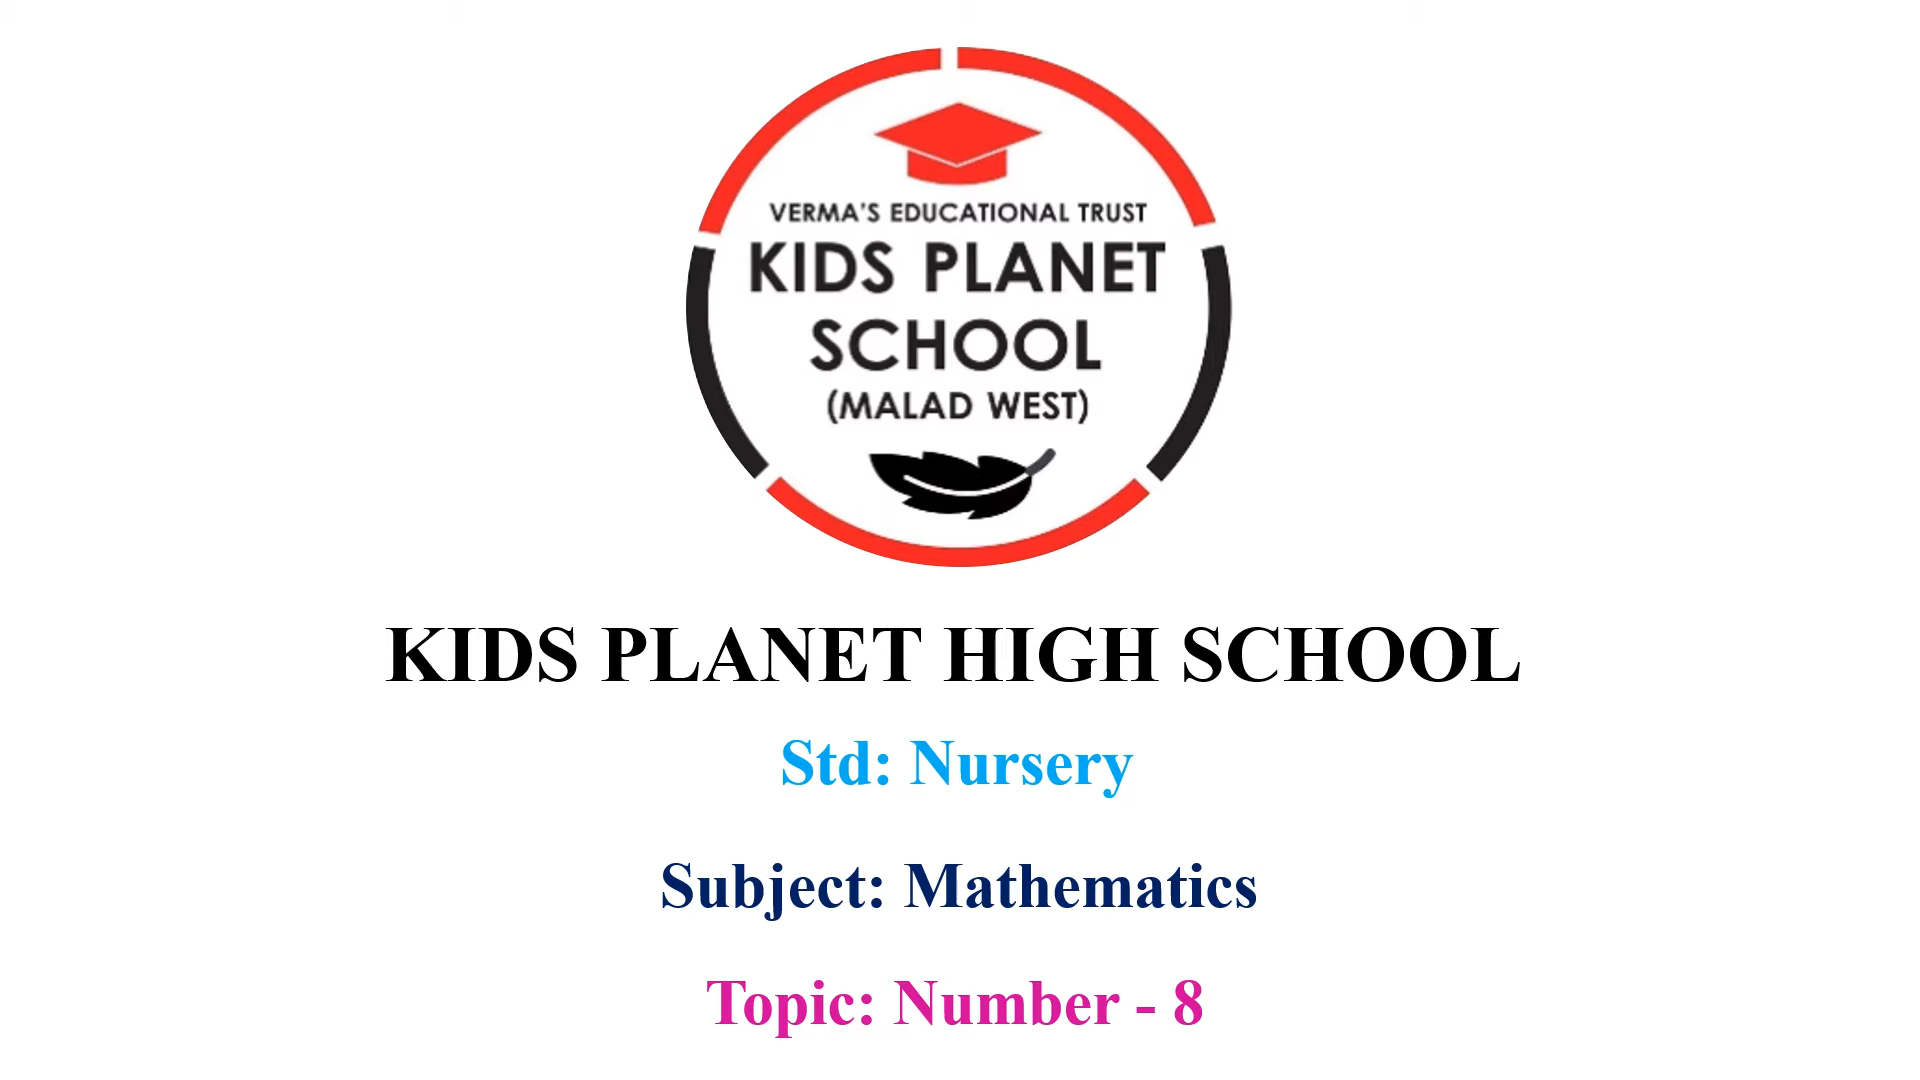 VERMA'S EDUCATIONAL TRUST
KIDS PLANET
SCHOOL
(MALAD WEST)
KIDS PLANET HIGH SCHOOL
Std: Nursery
Subject: Mathematics
Topic: Number - 8